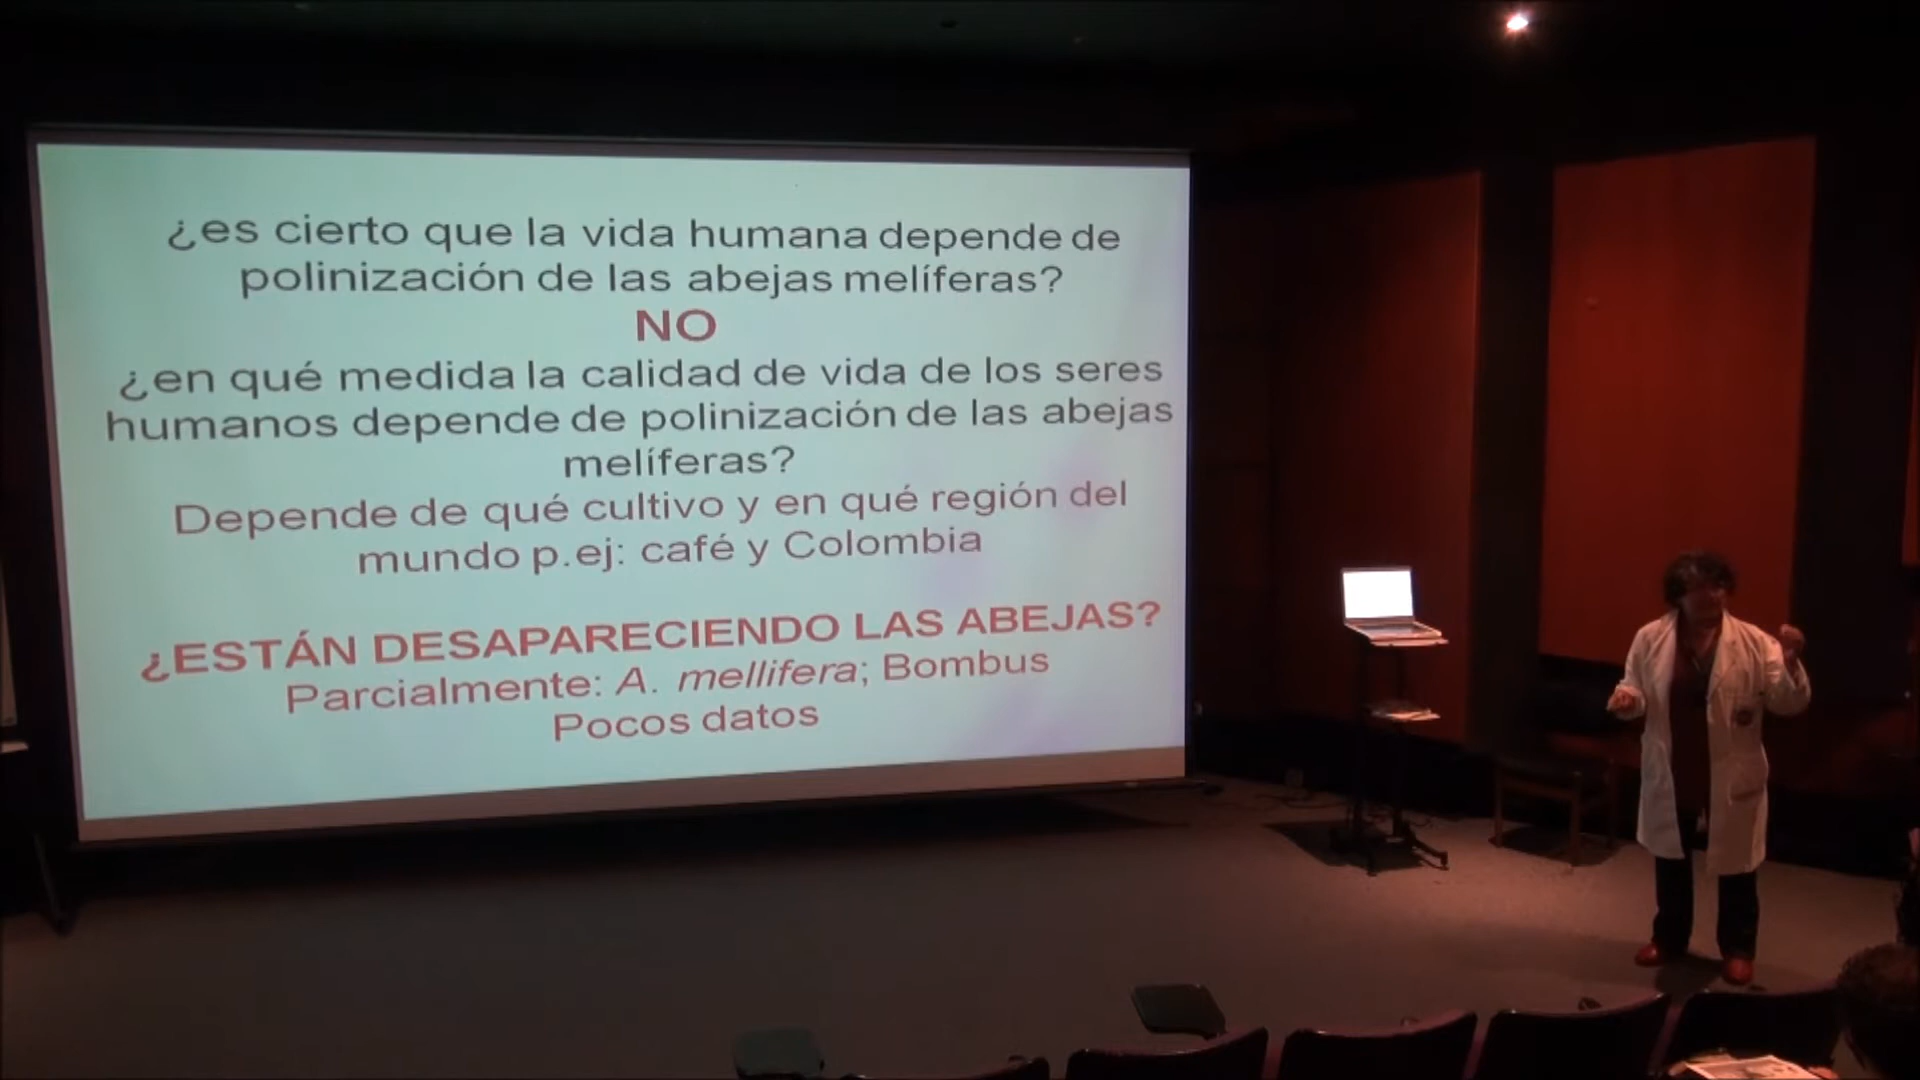 ¿es cierto que la vida humana depende de
polinización de las abejas melíferas?
NO
¿en qué medida la calidad de vida de los seres
humanos depende de polinización de las abejas
melíferas?
Depende de qué cultivo y en qué región del
mundo p.ej: café y Colombia
¿ESTÁN DESAPARECIENDO LAS ABEJAS?
Parcialmente: A. mellifera; Bombus
Pocos datos